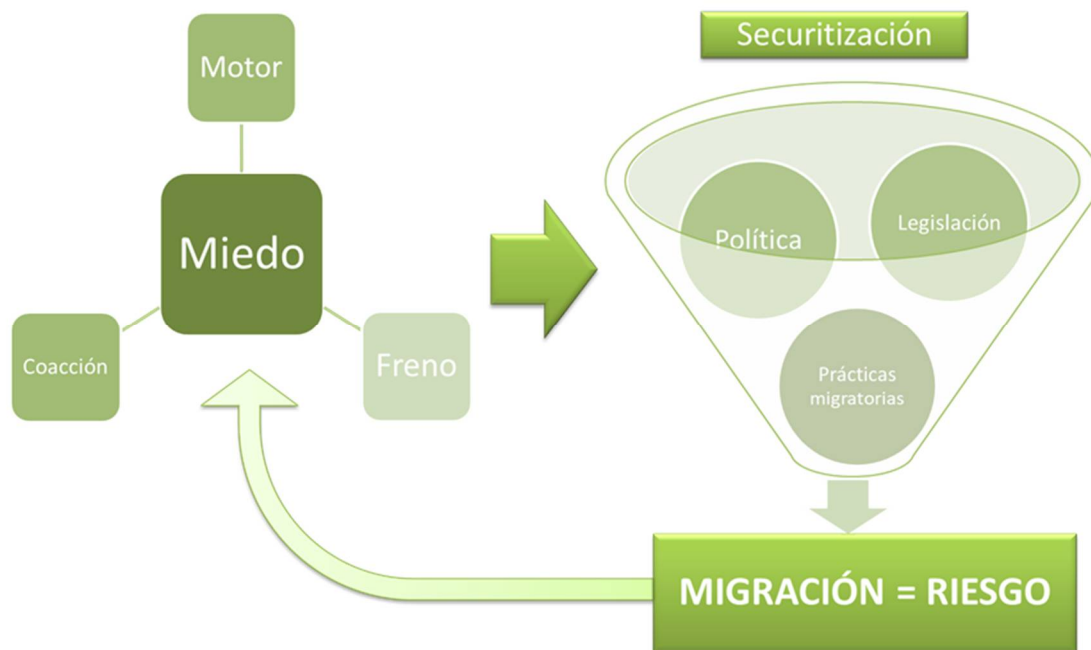 Securitización
Motor
Miedo
Coacción
Freno
Política
Legislación
Prácticas
migratorias
MIGRACIÓN = RIESGO